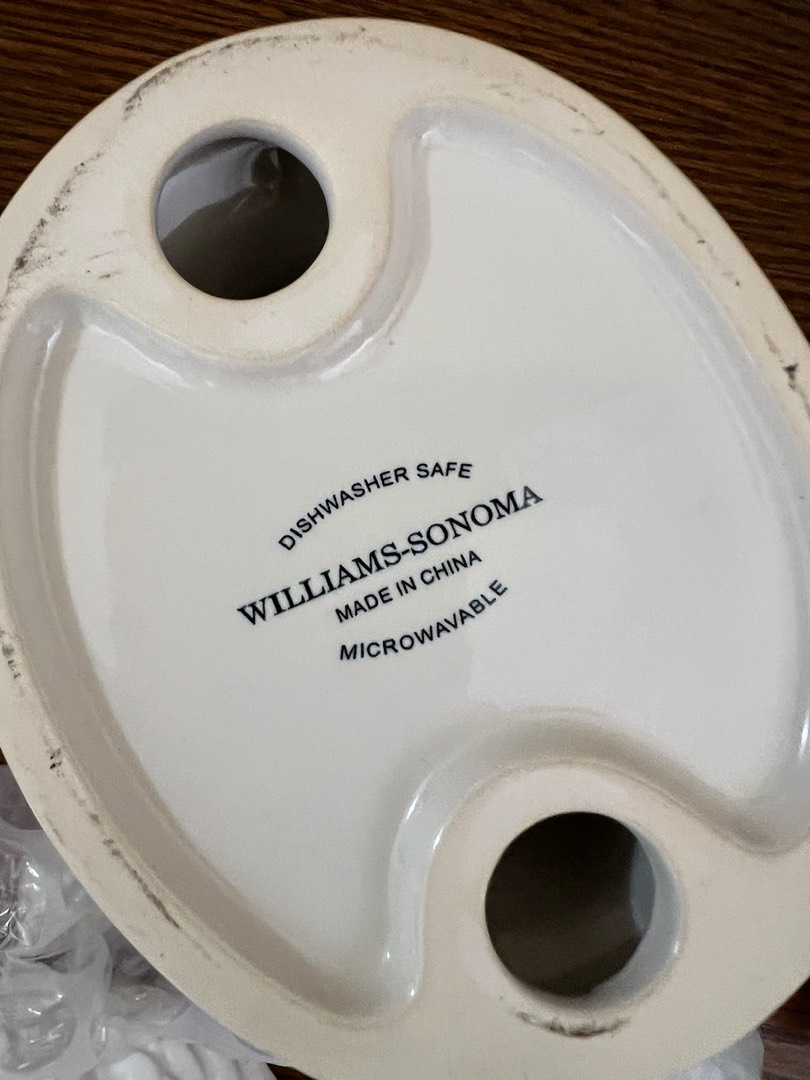 DISHWASHER SAFE
WILLIAMS-SONOMA
MADE IN CHINA
MICROWAVABLE